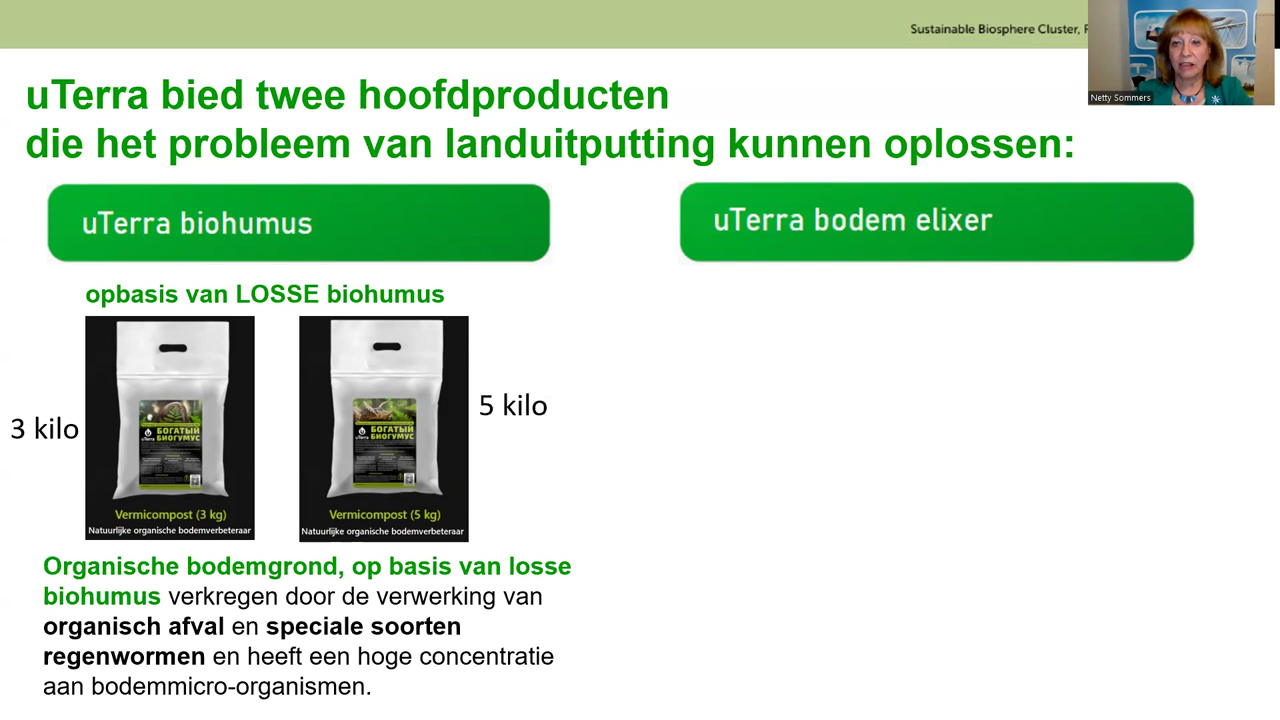 Sustainable Biosphere Cluster,
Netty Sommers
uTerra bied twee hoofdproducten
die het probleem van landuitputting kunnen oplossen:
uTerra biohumus
uTerra bodem elixer
opbasis van LOSSE biohumus
3 kilo
uTerra
БОГАТЫЙ
БИОГУМУС
Vermicompost (3 kg)
Natuurlijke organische bodemverbeteraar
5 kilo
uTerra
БОГАТЫЙ
БИОГУМУС
Vermicompost (5 kg)
Natuurlijke organische bodemverbeteraar
Organische bodemgrond, op basis van losse
biohumus verkregen door de verwerking van
organisch afval en speciale soorten
regenwormen en heeft een hoge concentratie
aan bodemmicro-organismen.